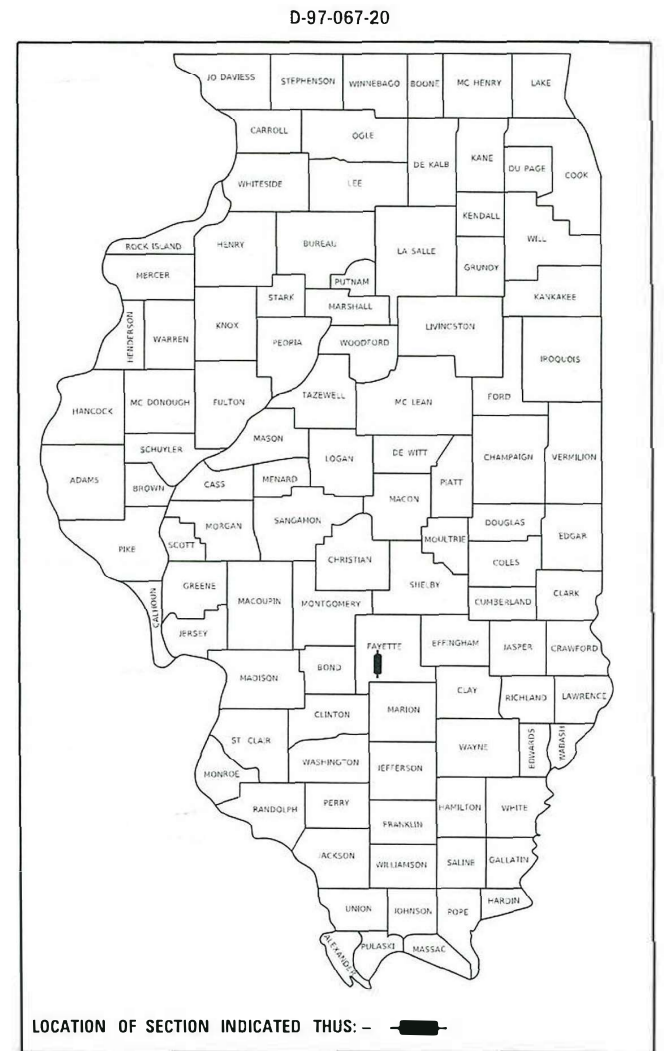 D-97-067-20
JO DAVIESS STEPHENSON WINNEBAGO BOONE MC HENRY LAKE
CARROLL OGLE
DE KALB KANE DU PAGE COOK
WHITESIDE LEE
KENDALL
ROCK ISLAND HENRY BUREAU LA SALLE WILL
MERCER PUTNAM GRUNDY
STARK MARSHALL KANKAKEE
HENDERSON WARREN KNOX PEORIA WOODFORD LIVINGSTON IROQUOIS
HANCOCK MC DONOUGH FULTON TAZEWELL MC LEAN FORD
SCHUYLER MASON LOGAN DE WITT CHAMPAIGN VERMILION
ADAMS BROWN CASS MENARD MACON PIATT
PIKE SCOTT MORGAN SANGAMON CHRISTIAN MOULTRIE DOUGLAS EDGAR
COLES
CALHOUN GREENE MACOUPIN MONTGOMERY SHELBY CUMBERLAND CLARK
JERSEY FAYETTE EFFINGHAM JASPER CRAWFORD
MADISON BOND CLAY RICHLAND LAWRENCE
CLINTON MARION
ST CLAIR WAYNE EDWARDS WABASH
MONROE WASHINGTON JEFFERSON
RANDOLPH PERRY HAMILTON WHITE
FRANKLIN
JACKSON WILLIAMSON SALINE GALLATIN
UNION JOHNSON POPE HARDIN
ALEXANDER PULASKI MASSAC
LOCATION OF SECTION INDICATED THUS: –